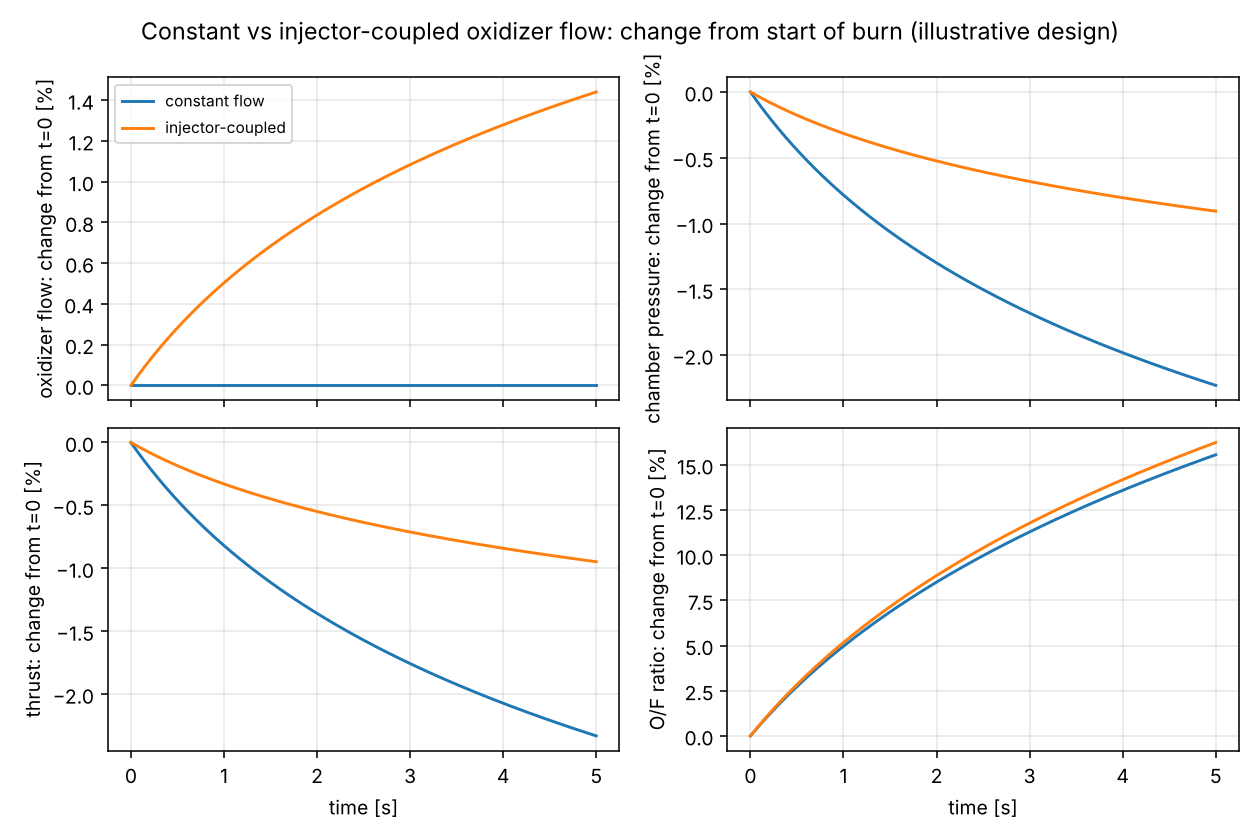 Constant vs injector-coupled oxidizer flow: change from start of burn (illustrative design)
oxidizer flow: change from t=0 [%]
1.4
1.2
1.0
0.8
0.6
0.4
0.2
0.0
constant flow
injector-coupled
chamber pressure: change from t=0 [%]
0.0
−0.5
−1.0
−1.5
−2.0
thrust: change from t=0 [%]
0.0
−0.5
−1.0
−1.5
−2.0
0 1 2 3 4 5
time [s]
O/F ratio: change from t=0 [%]
15.0
12.5
10.0
7.5
5.0
2.5
0.0
0 1 2 3 4 5
time [s]